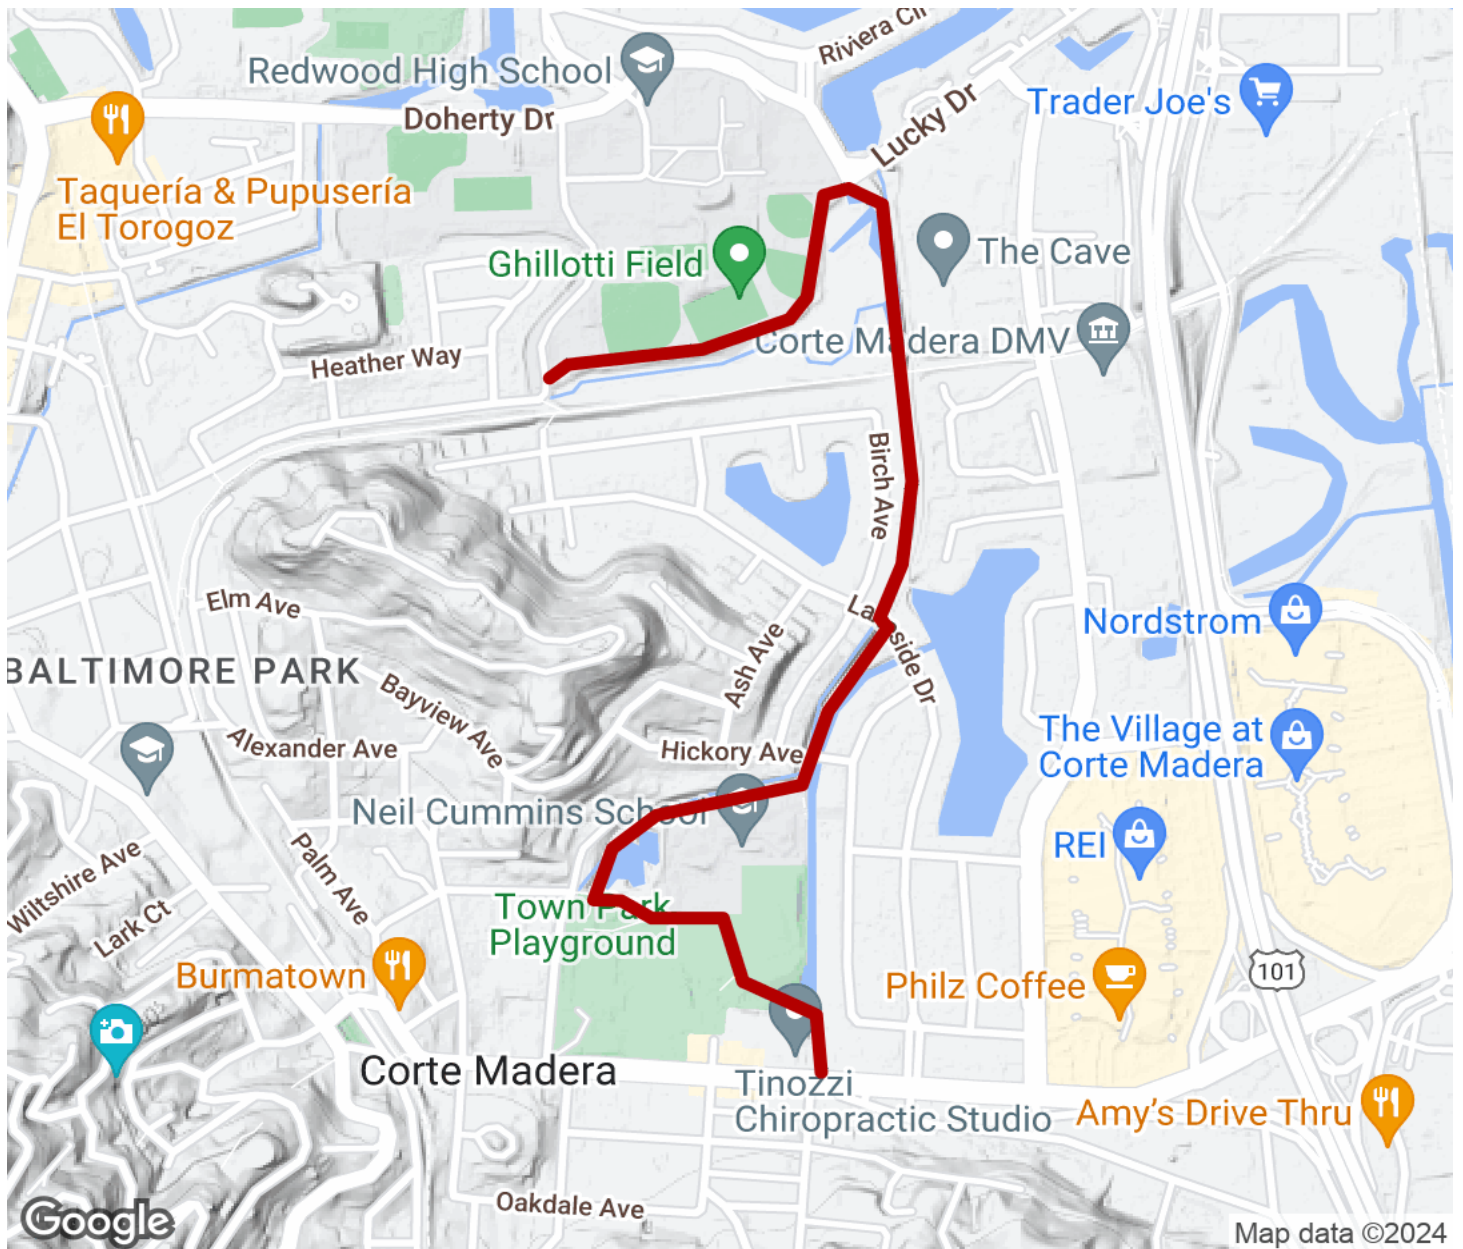 Riviera Cir
Redwood High School
Doherty Dr
Lucky Dr
Trader Joe's
Taquería & Pupusería
El Torogoz
Ghillotti Field
The Cave
Corte Madera DMV
Heather Way
Birch Ave
Elm Ave
Lakeside Dr
Nordstrom
BALTIMORE PARK
Ash Ave
Bayview Ave
Alexander Ave
Hickory Ave
The Village at
Corte Madera
Neil Cummins School
REI
Wiltshire Ave
Palm Ave
Lark Ct
Town Park
Playground
Burmatown
Philz Coffee
101
Corte Madera
Tinozzi
Chiropractic Studio
Amy's Drive Thru
Oakdale Ave
Google
Map data ©2024